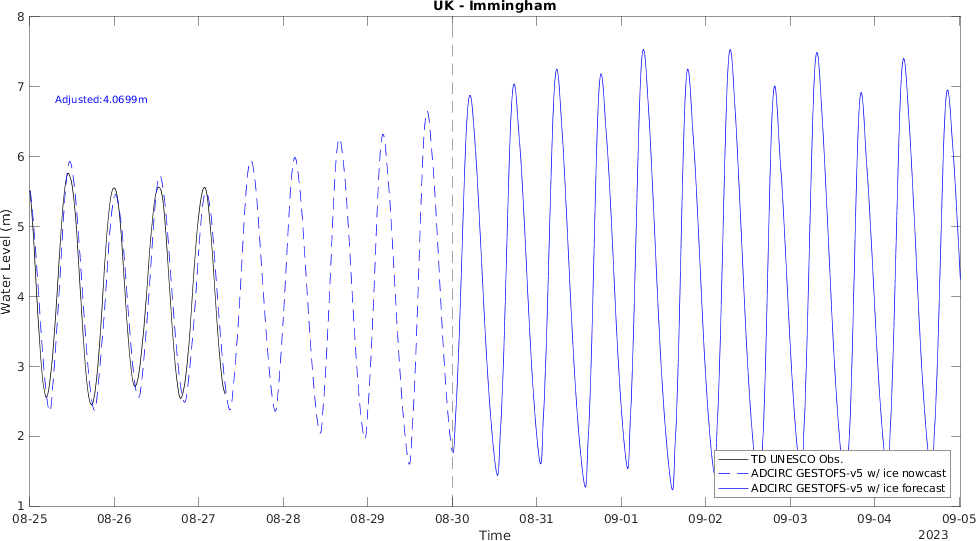 UK - Immingham
8
7
6
5
4
3
2
1
Water Level (m)
Adjusted:4.0699m
TD UNESCO Obs.
ADCIRC GESTOFS-v5 w/ ice nowcast
ADCIRC GESTOFS-v5 w/ ice forecast
08-25 08-26 08-27 08-28 08-29 08-30 08-31 09-01 09-02 09-03 09-04 09-05
Time
2023